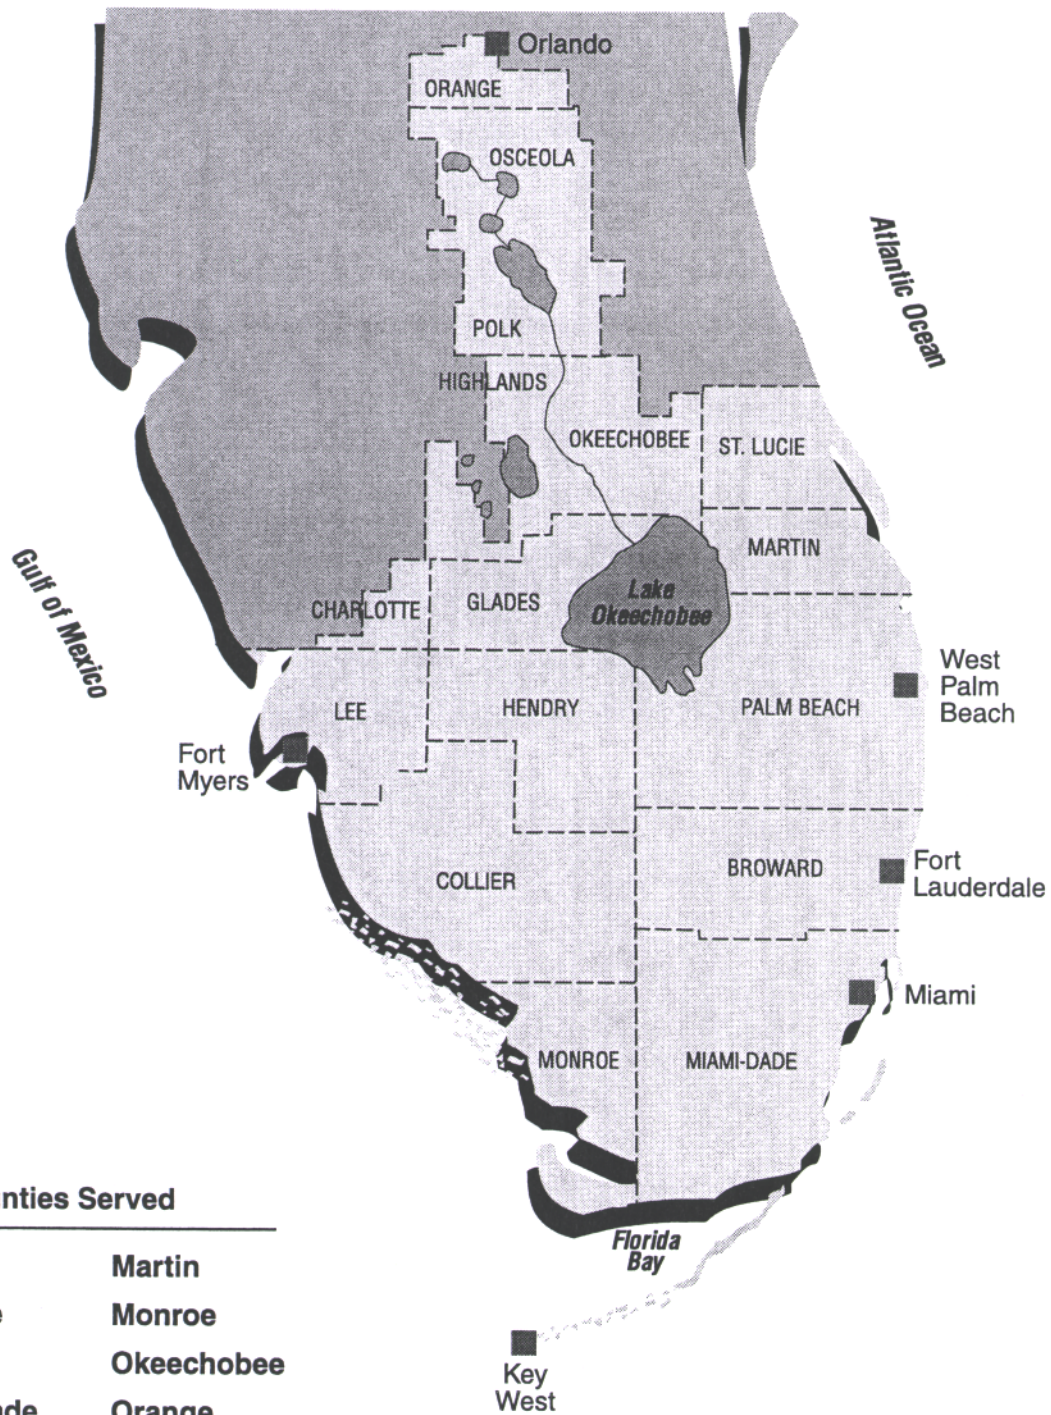 Orlando
ORANGE
OSCEOLA
Atlantic Ocean
POLK
HIGHLANDS
OKEECHOBEE
ST. LUCIE
MARTIN
Gulf of Mexico
Lake
Okeechobee
GLADES
CHARLOTTE
West
Palm
Beach
LEE
HENDRY
PALM BEACH
Fort
Myers
BROWARD
Fort
Lauderdale
COLLIER
Miami
MONROE
MIAMI-DADE
nties Served
Florida
Bay
Martin
Monroe
Okeechobee
Orange
Key
West